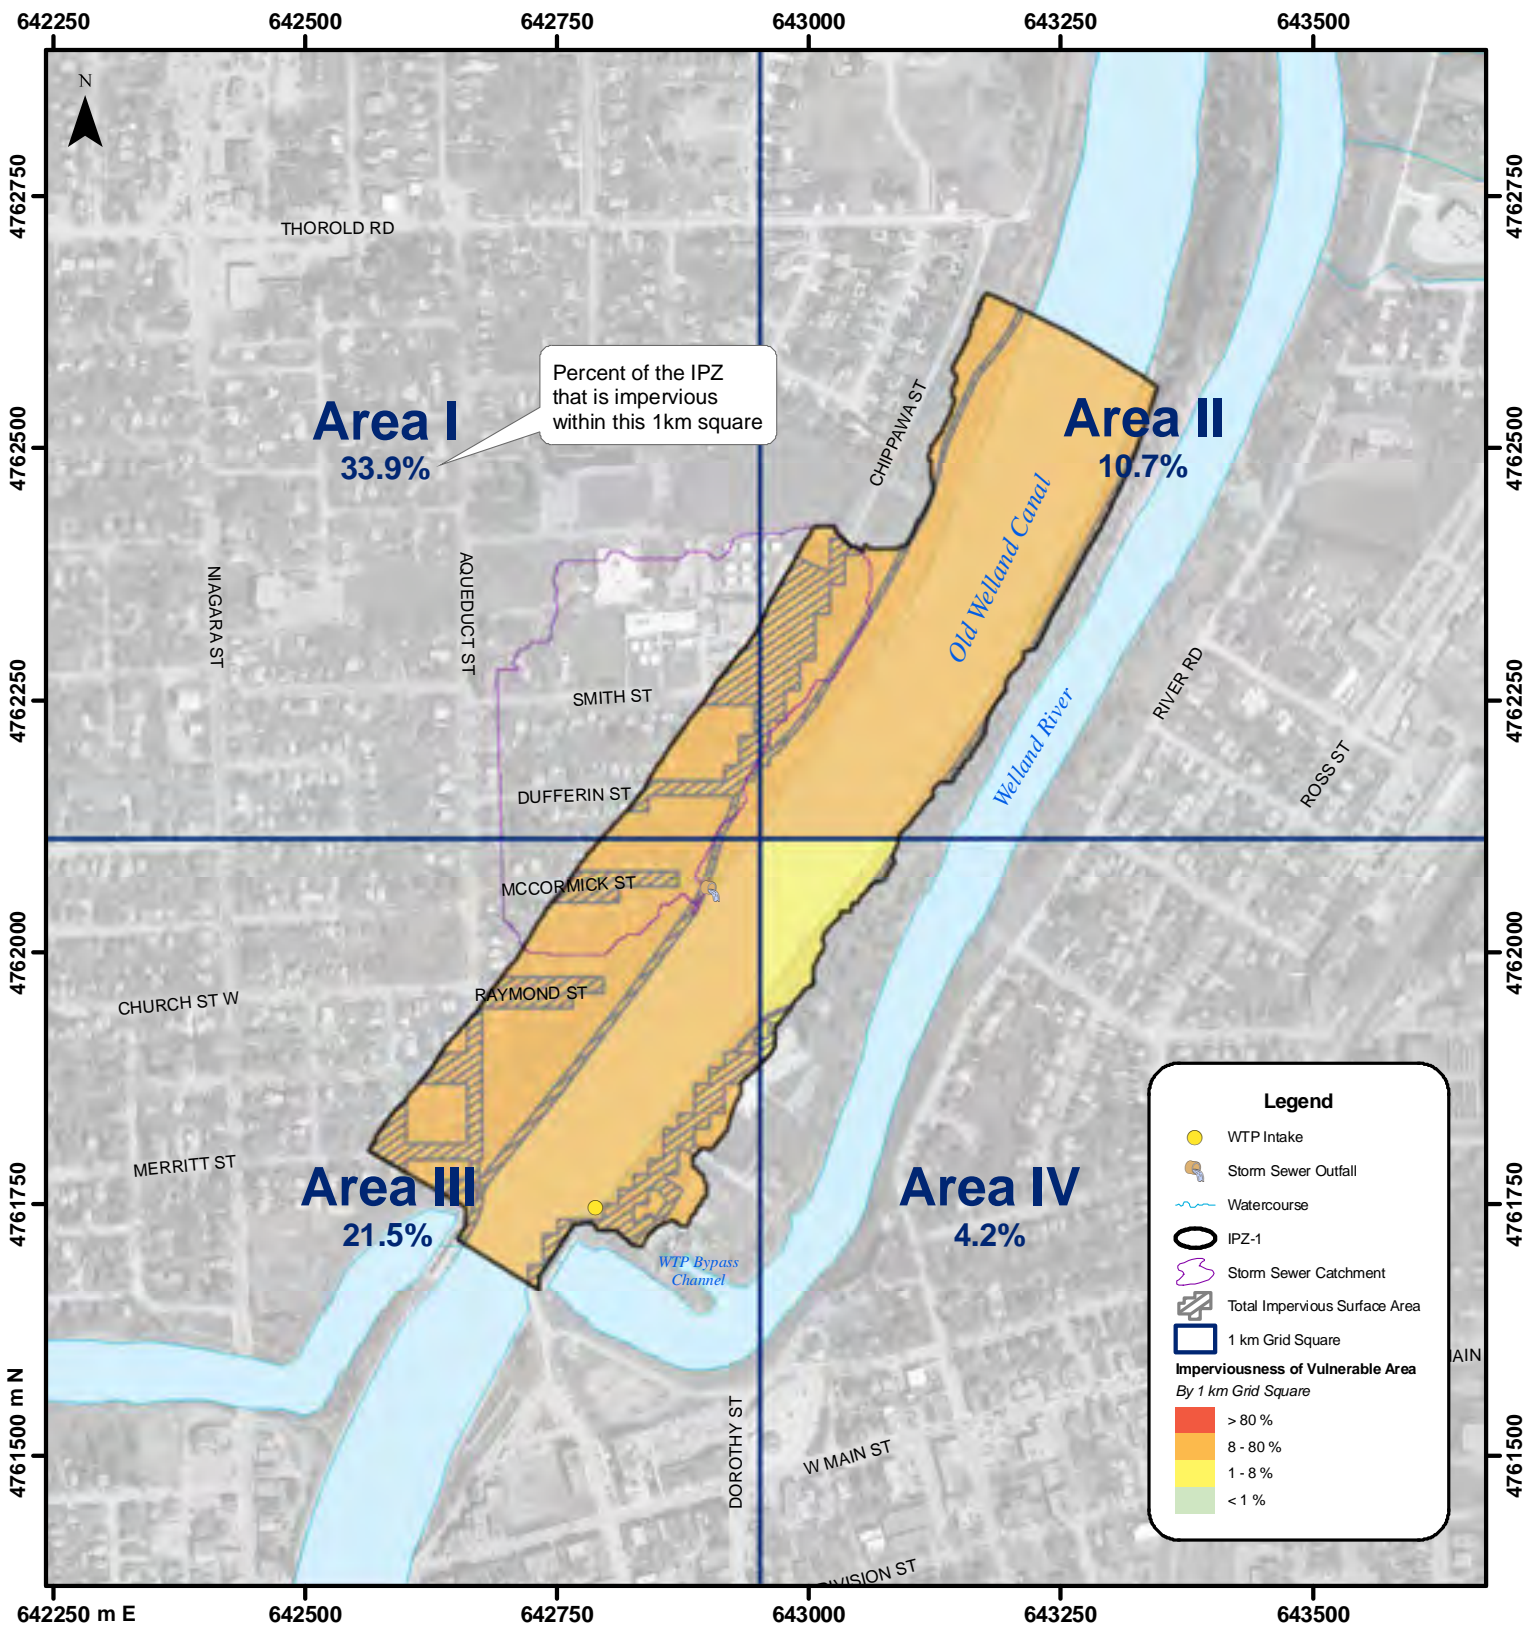 642250
642500
642750
643000
643250
643500
N
4762750
4762750
THOROLD RD
Percent of the IPZ
that is impervious
within this 1km square
Area I
33.9%
CHIPPAWA ST
Area II
10.7%
4762500
4762500
Old Welland Canal
NIAGARA ST
AQUEDUCT ST
SMITH ST
4762250
4762250
RIVER RD
Welland River
ROSS ST
DUFFERIN ST
MCCORMICK ST
4762000
4762000
RAYMOND ST
CHURCH ST W
MERRITT ST
Area III
21.5%
Area IV
4.2%
4761750
4761750
WTP Bypass
Channel
DOROTHY ST
W MAIN ST
DIVISION ST
AIN
4761500 m N
4761500
Legend
WTP Intake
Storm Sewer Outfall
Watercourse
IPZ-1
Storm Sewer Catchment
Total Impervious Surface Area
1 km Grid Square
Imperviousness of Vulnerable Area
By 1 km Grid Square
> 80 %
8 - 80 %
1 - 8 %
< 1 %
642250 m E
642500
642750
643000
643250
643500